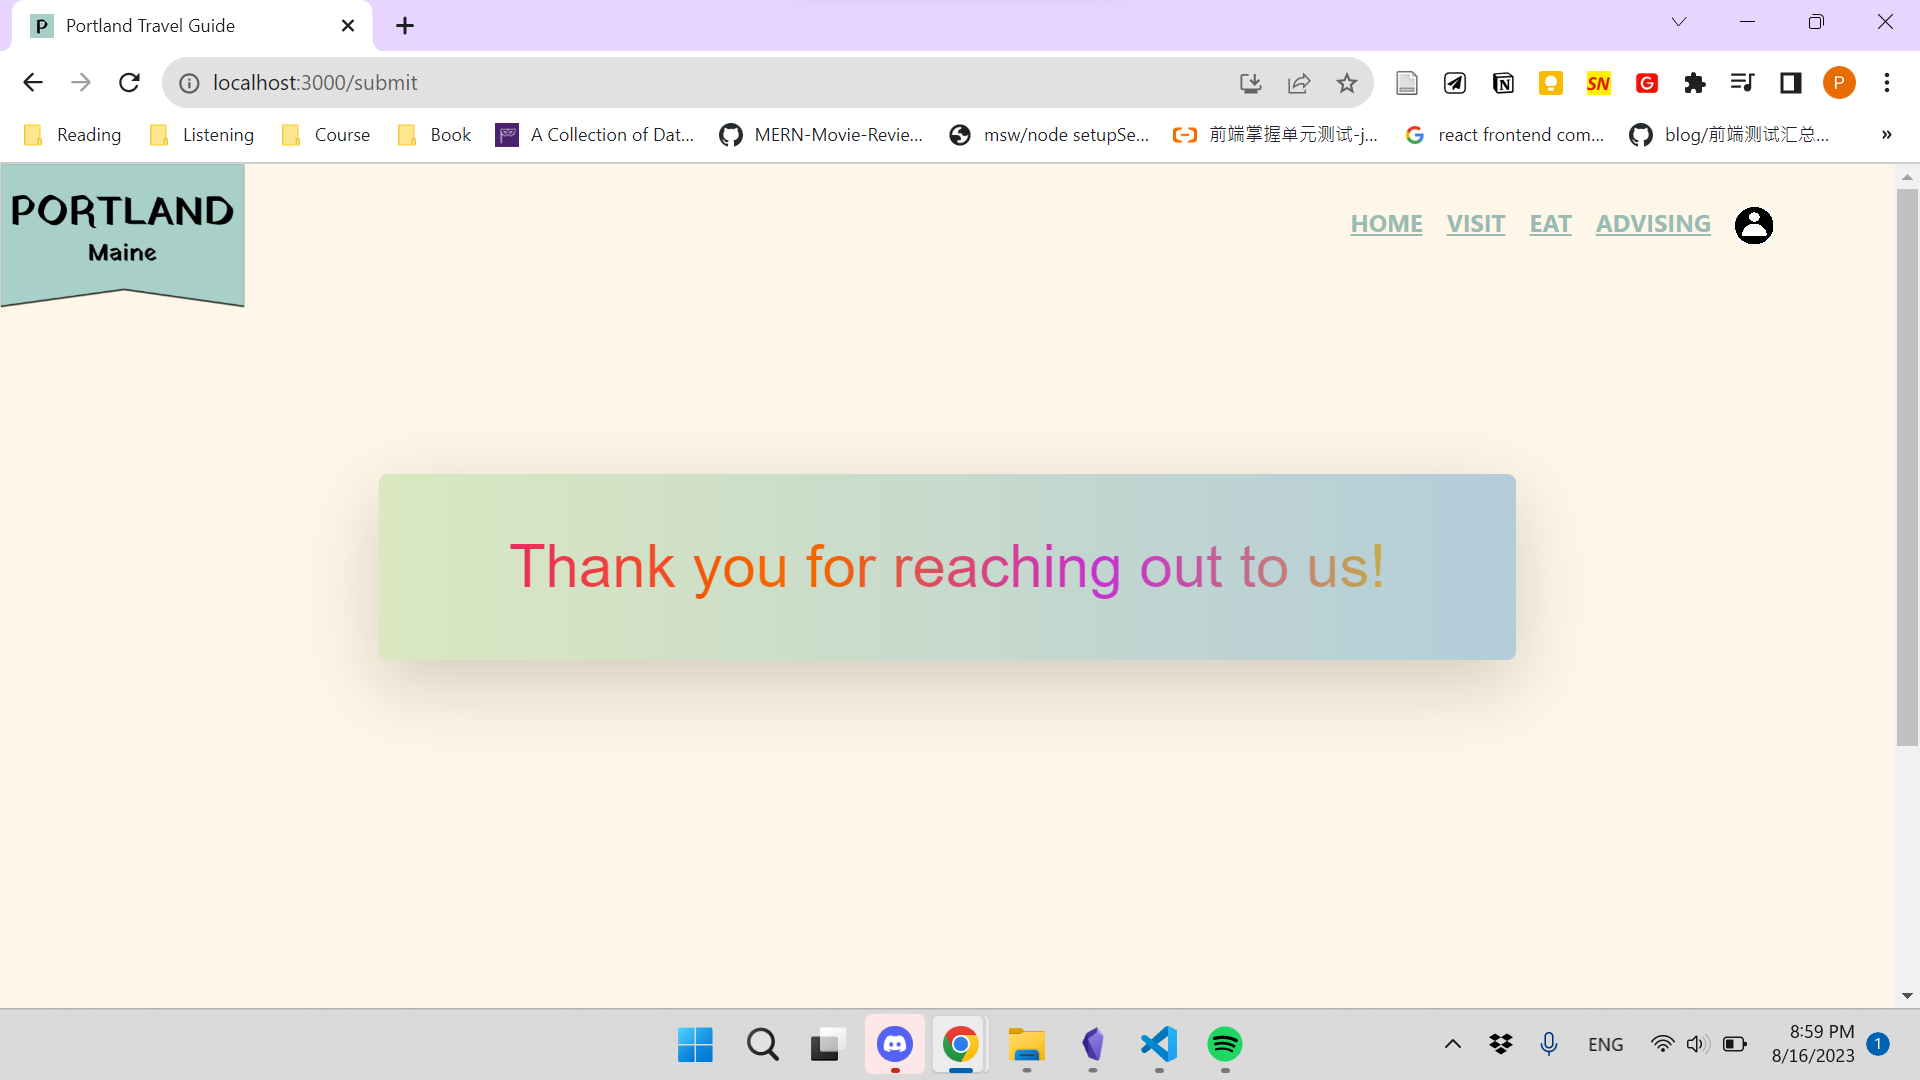 Portland Travel Guide
localhost:3000/submit
SN
P
Reading
Listening
Course
Book
A Collection of Dat...
MERN-Movie-Revie...
msw/node setupSe...
前端掌握单元测试-j...
react frontend com...
blog/前端测试汇总...
»
PORTLAND
Maine
HOME
VISIT
EAT
ADVISING
Thank you for reaching out to us!
ENG
8:59 PM
8/16/2023
1